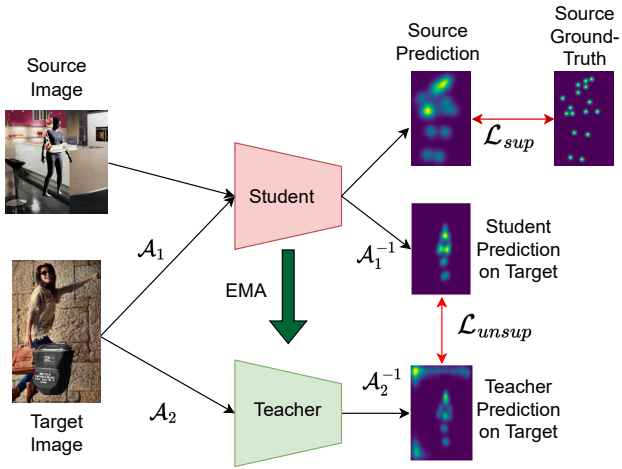 Source
Image
Source
Prediction
Source
Ground-
Truth
𝓛sup
Student
𝒜₁
𝒜₁⁻¹
Student
Prediction
on Target
EMA
𝓛unsup
Target
Image
𝒜₂
Teacher
𝒜₂⁻¹
Teacher
Prediction
on Target